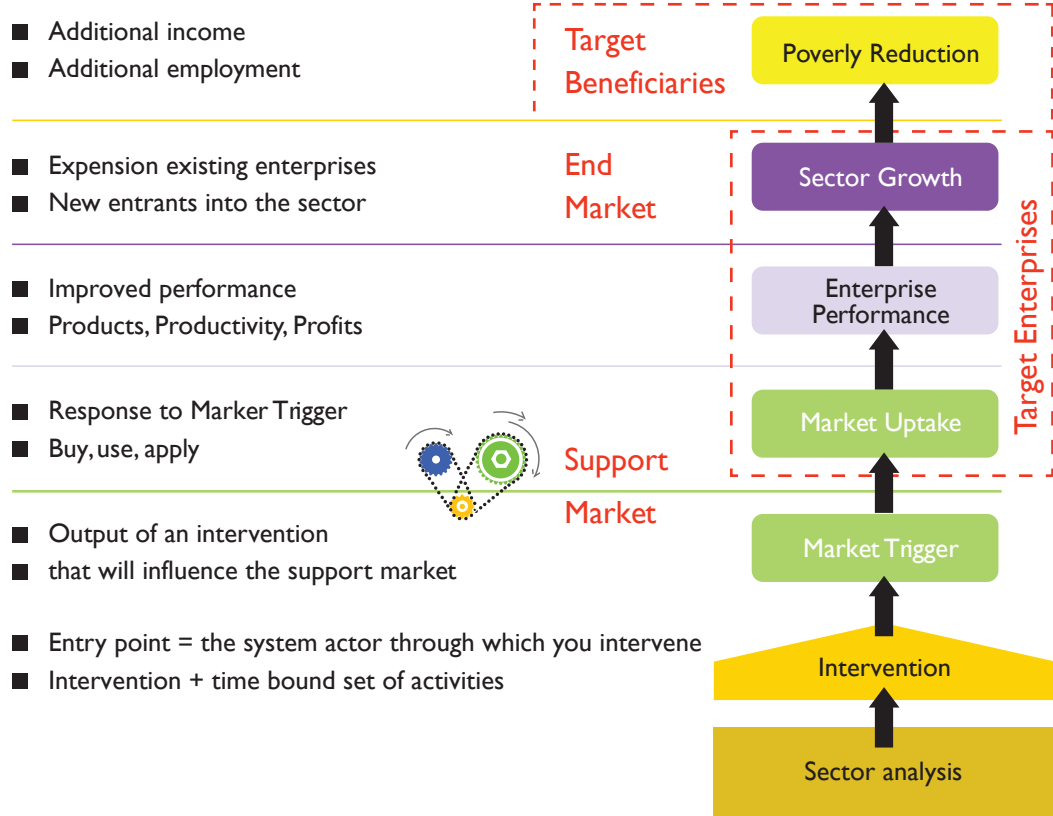 ■ Additional income
■ Additional employment
Target
Beneficiaries
Poverly Reduction
■ Expension existing enterprises
■ New entrants into the sector
End
Market
Sector Growth
■ Improved performance
■ Products, Productivity, Profits
Enterprise
Performance
Target Enterprises
■ Response to Marker Trigger
■ Buy, use, apply
Support
Market
Market Uptake
■ Output of an intervention
■ that will influence the support market
Market Trigger
■ Entry point = the system actor through which you intervene
■ Intervention + time bound set of activities
Intervention
Sector analysis